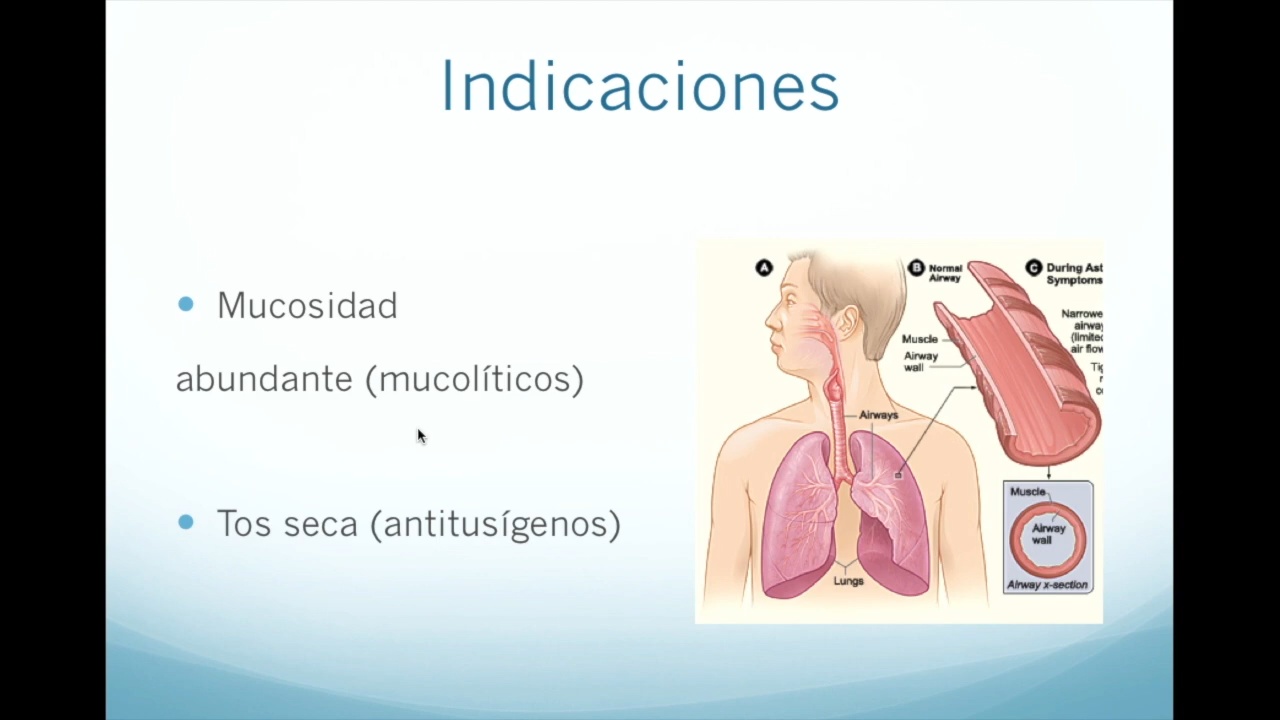 Indicaciones
Mucosidad
abundante (mucolíticos)
Tos seca (antitusígenos)
A
B Normal
Airway
C During Ast
Symptoms
Narrowe
airway
(limited
air flow
Muscle
Airway
wall
Airways
Lungs
Muscle
Airway
wall
Airway x-section